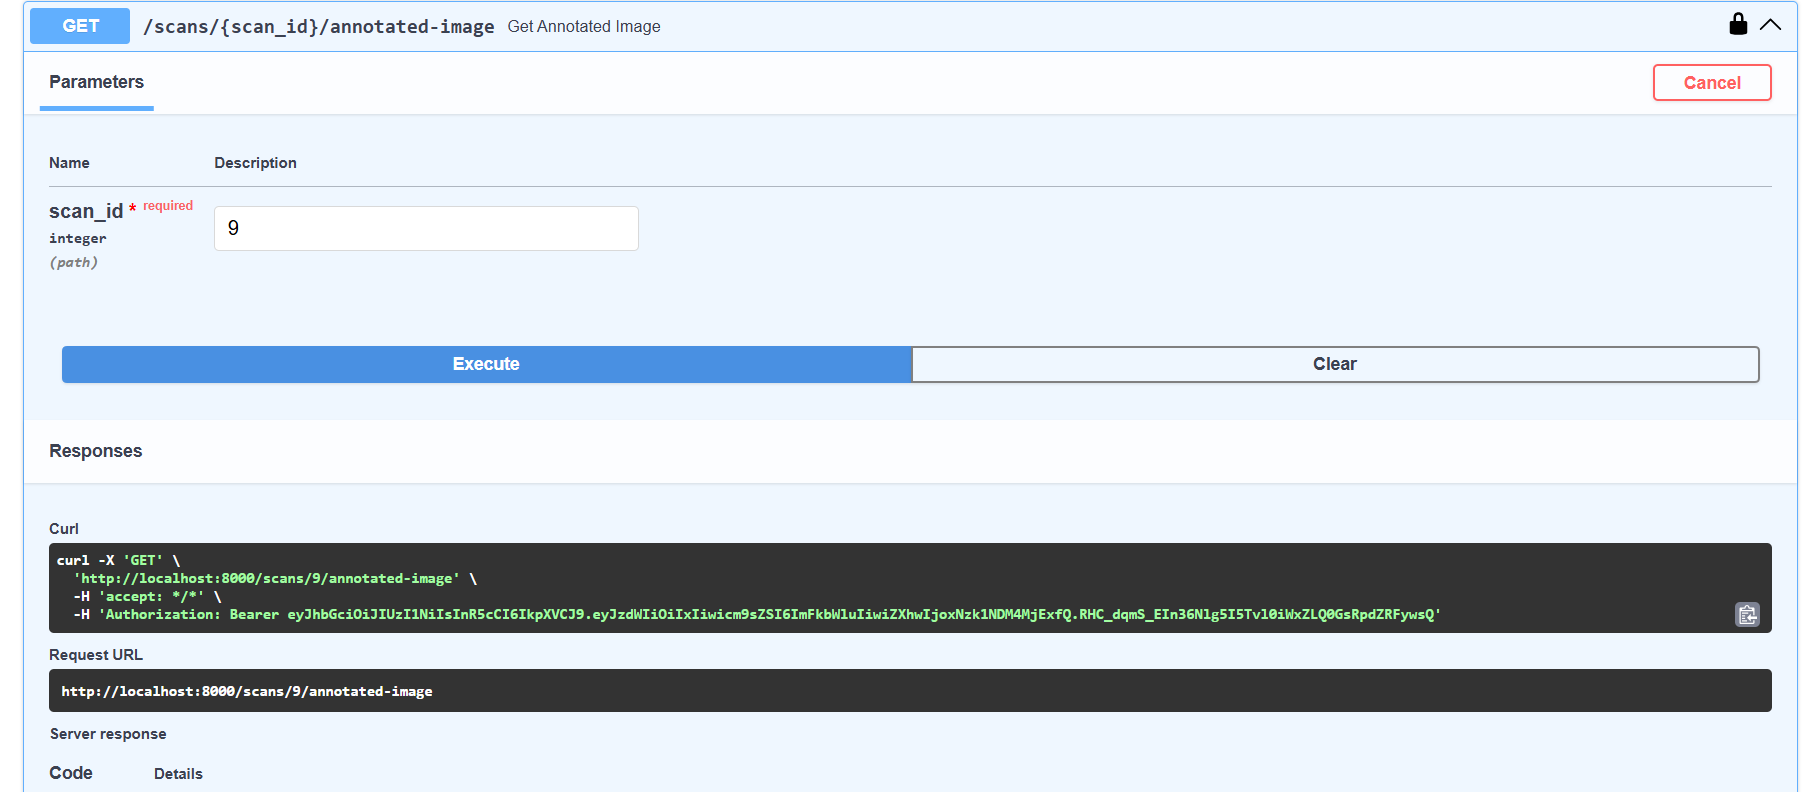 GET /scans/{scan_id}/annotated-image Get Annotated Image
Parameters
Cancel
Name Description
scan_id * required
integer
(path)
9
Execute Clear
Responses
Curl
curl -X 'GET' \
'http://localhost:8000/scans/9/annotated-image' \
-H 'accept: */*' \
-H 'Authorization: Bearer eyJhbGciOiJIUzI1NiIsInR5cCI6IkpXVCJ9.eyJzdWIiOiIxIiwicm9sZSI6ImFkbWluIiwiZXhwIjoxNzk1NDM4MjExfQ.RHC_dqmS_EIn36Nlg5I5Tvl0iWxZLQ0GsRpdZRFywsQ'
Request URL
http://localhost:8000/scans/9/annotated-image
Server response
Code Details